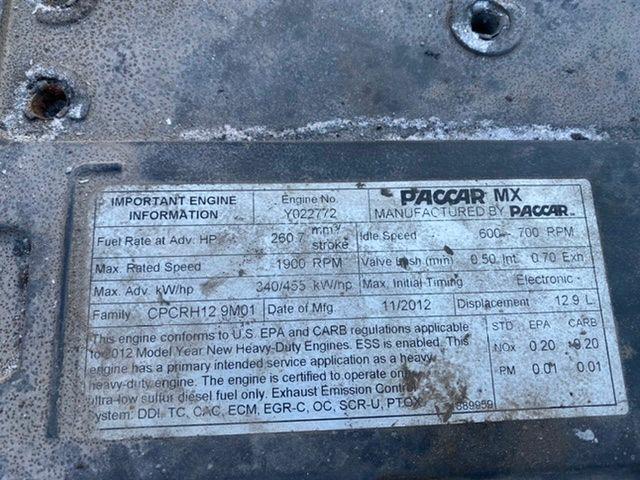 IMPORTANT ENGINE INFORMATION
Engine No. Y022772
PACCAR MX
MANUFACTURED BY PACCAR
Fuel Rate at Adv. HP 260.7 mm³/stroke
Idle Speed 600 - 700 RPM
Max. Rated Speed 1900 RPM
Valve Lash (mm) 0.50 Int. 0.70 Exh
Max. Adv. kW/hp 340/455 kW/hp
Max. Initial Timing Electronic
Family CPCRH12.9M01
Date of Mfg. 11/2012
Displacement 12.9 L
This engine conforms to U.S. EPA and CARB regulations applicable
to 2012 Model Year New Heavy-Duty Engines. ESS is enabled. This
engine has a primary intended service application as a heavy
heavy-duty engine. The engine is certified to operate on
ultra-low sulfur diesel fuel only. Exhaust Emission Control
System: DDI, TC, CAC, ECM, EGR-C, OC, SCR-U, PTOX
STD EPA CARB
NOx 0.20 0.20
PM 0.01 0.01